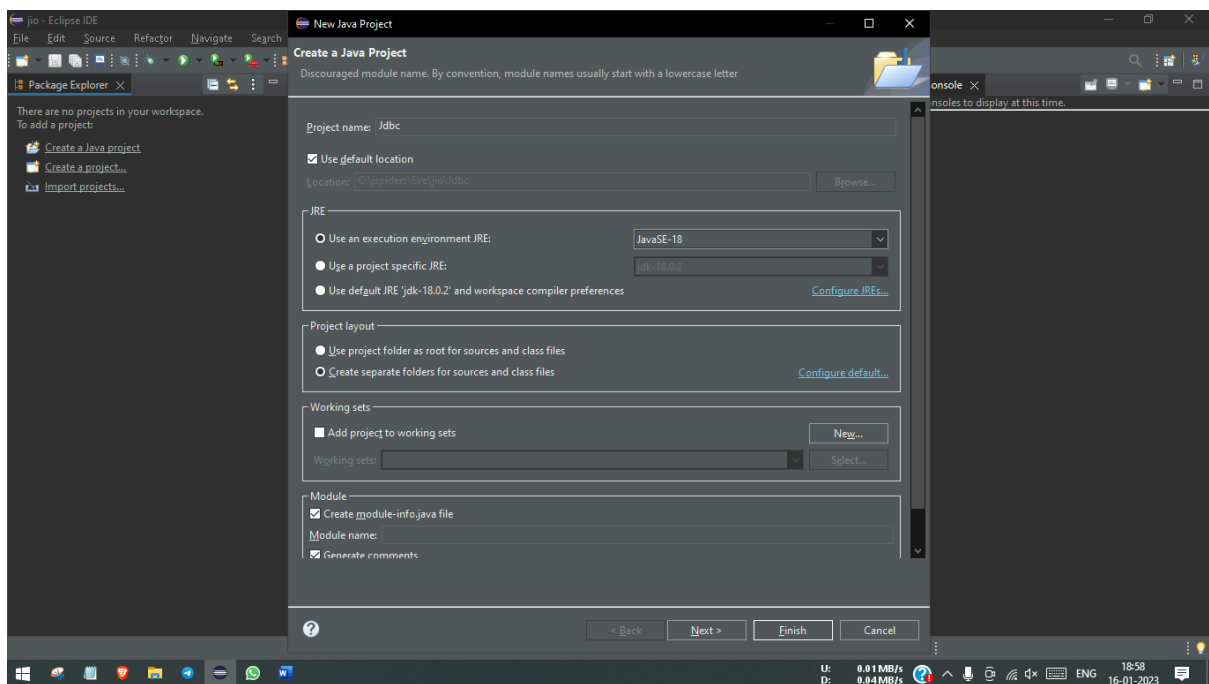 jio - Eclipse IDE
New Java Project
File Edit Source Refactor Navigate Search
Create a Java Project
Discouraged module name. By convention, module names usually start with a lowercase letter
Package Explorer
onsole
nsoles to display at this time.
There are no projects in your workspace.
To add a project:
Create a Java project
Create a project...
Import projects...
Project name: Jdbc
Use default location
Location: C:\jspiders\Eve\jio\Jdbc
Browse...
JRE
Use an execution environment JRE:
JavaSE-18
Use a project specific JRE:
jdk-18.0.2
Use default JRE 'jdk-18.0.2' and workspace compiler preferences
Configure JREs...
Project layout
Use project folder as root for sources and class files
Create separate folders for sources and class files
Configure default...
Working sets
Add project to working sets
New...
Working sets:
Select...
Module
Create module-info.java file
Module name:
Generate comments
< Back
Next >
Finish
Cancel
U: 0.01 MB/s
D: 0.04 MB/s
ENG
18:58
16-01-2023